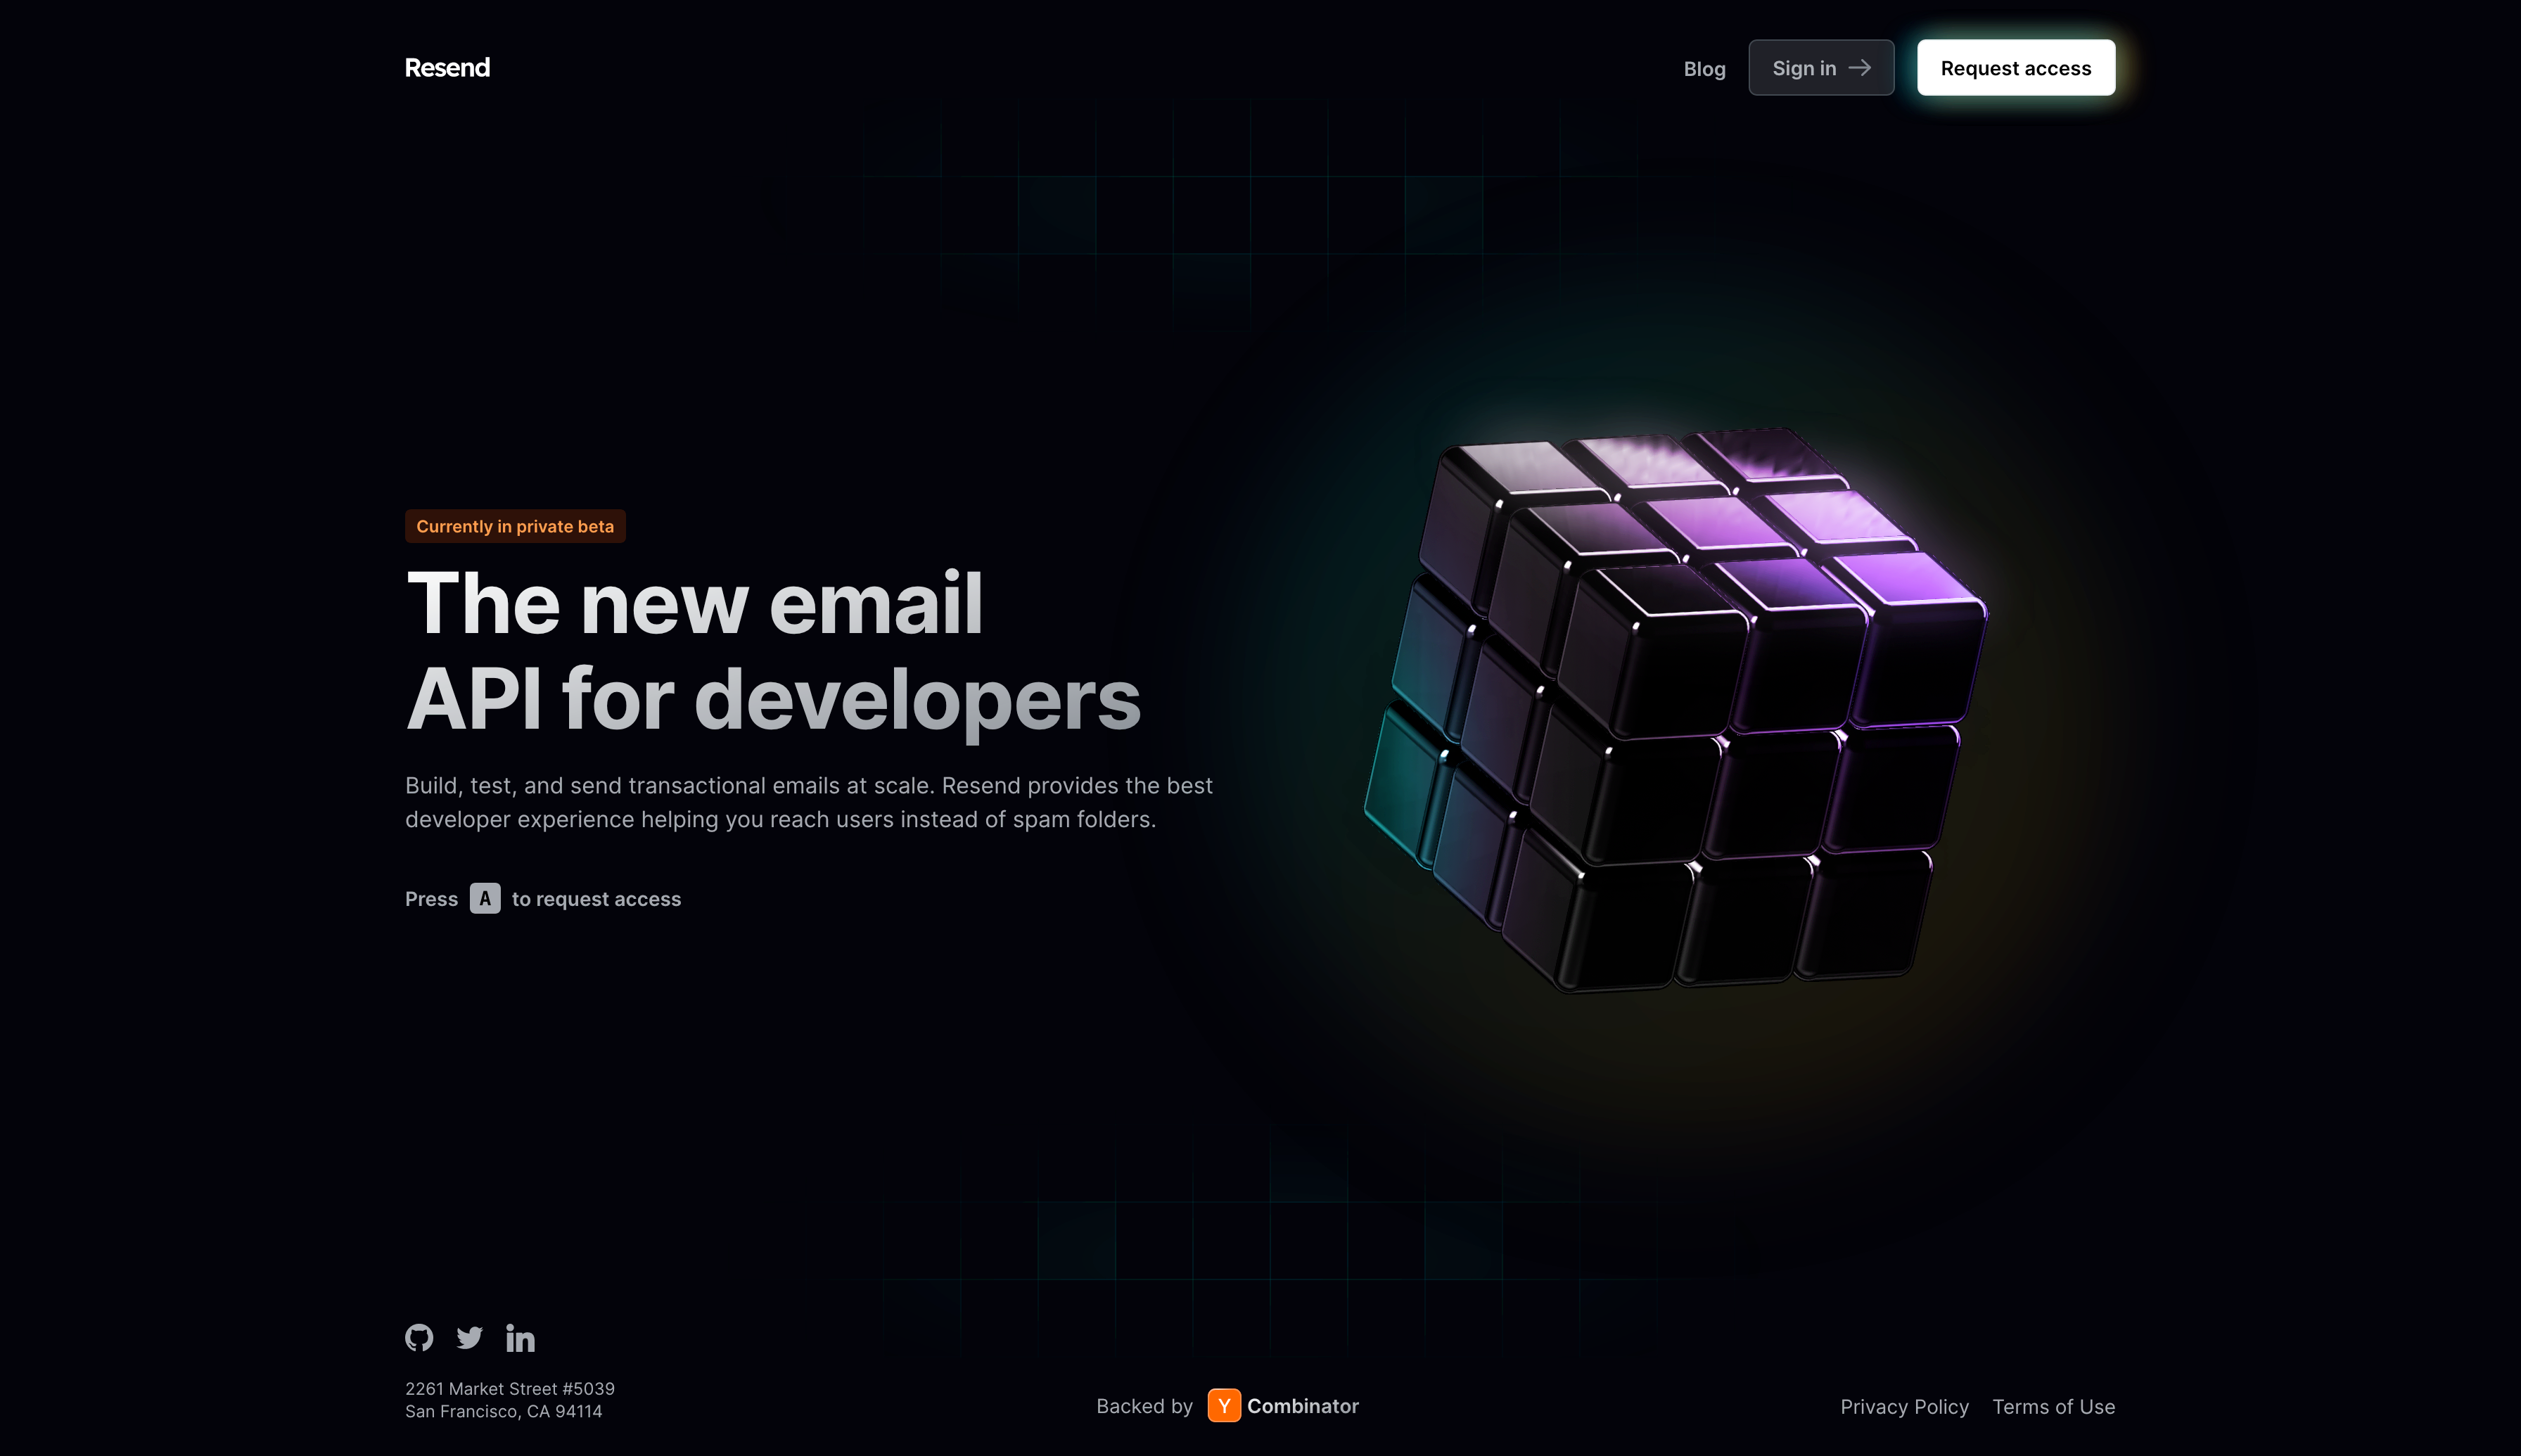 Resend
Blog
Sign in
Request access
Currently in private beta
The new email
API for developers
Build, test, and send transactional emails at scale. Resend provides the best
developer experience helping you reach users instead of spam folders.
Press A to request access
2261 Market Street #5039
San Francisco, CA 94114
Backed by Y Combinator
Privacy Policy
Terms of Use